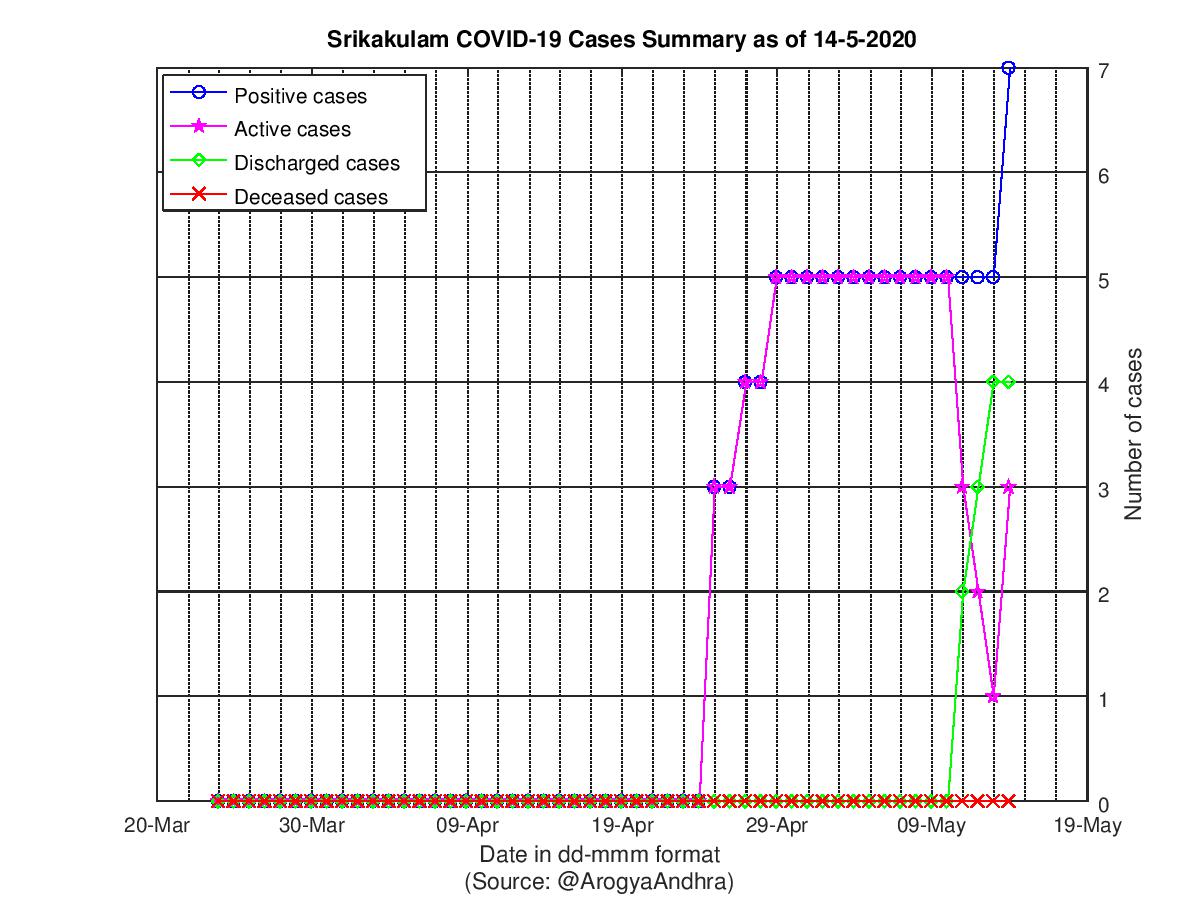 Srikakulam COVID-19 Cases Summary as of 14-5-2020
Positive cases
Active cases
Discharged cases
Deceased cases
7
6
5
4
3
2
1
0
Number of cases
20-Mar 30-Mar 09-Apr 19-Apr 29-Apr 09-May 19-May
Date in dd-mmm format
(Source: @ArogyaAndhra)